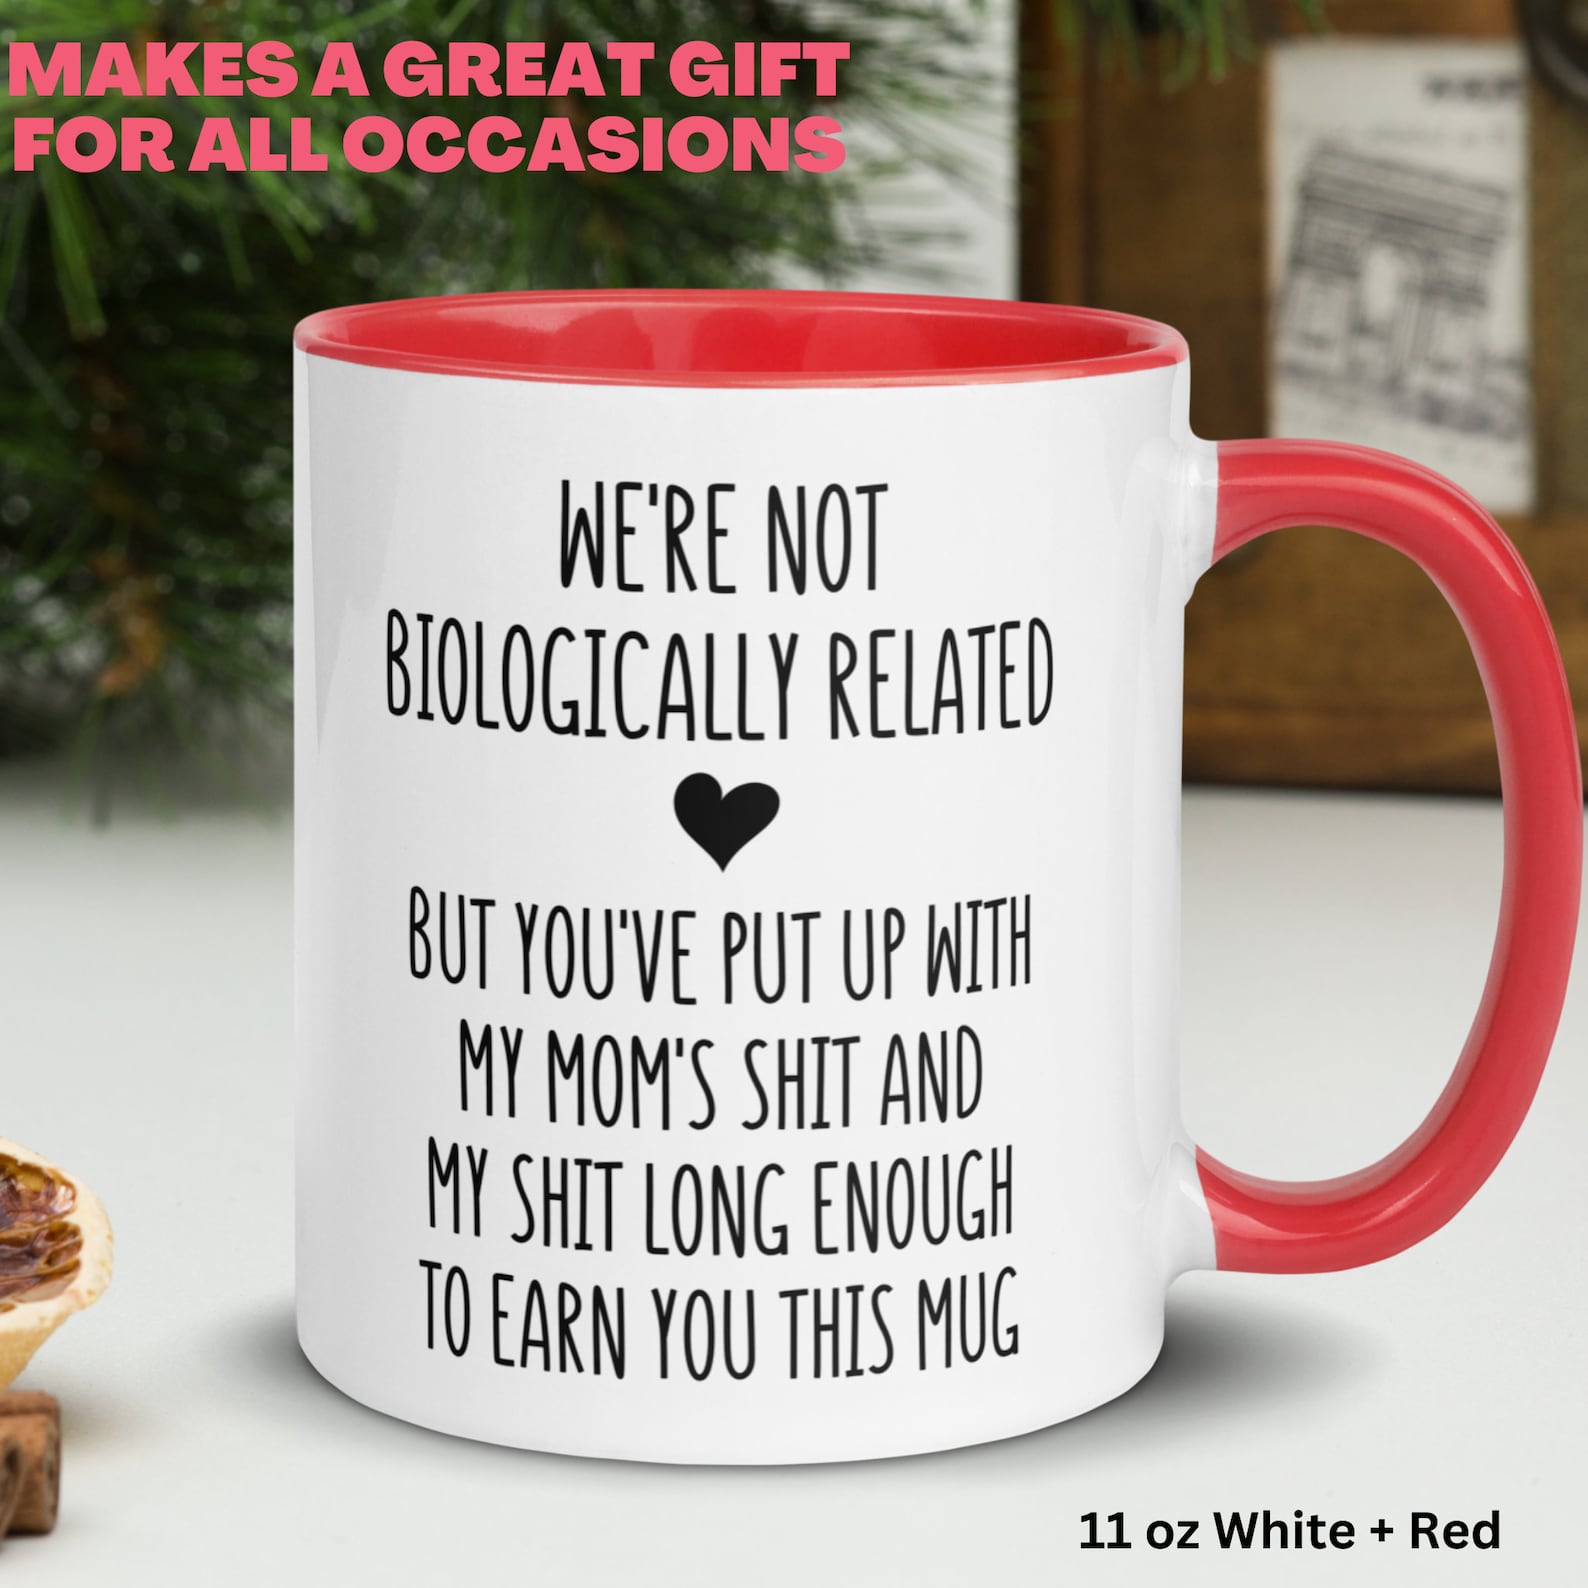 MAKES A GREAT GIFT
FOR ALL OCCASIONS
WE'RE NOT
BIOLOGICALLY RELATED
BUT YOU'VE PUT UP WITH
MY MOM'S SHIT AND
MY SHIT LONG ENOUGH
TO EARN YOU THIS MUG
11 oz White + Red